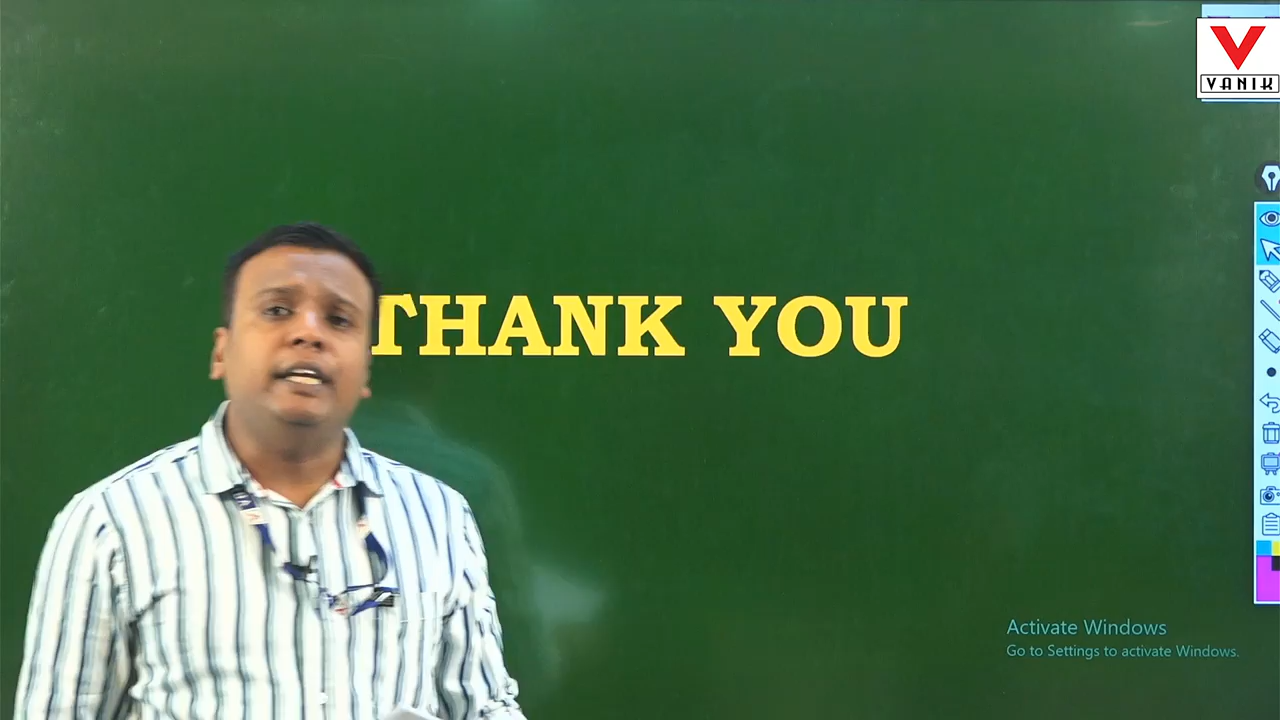 VANIK
THANK YOU
Activate Windows
Go to Settings to activate Windows.